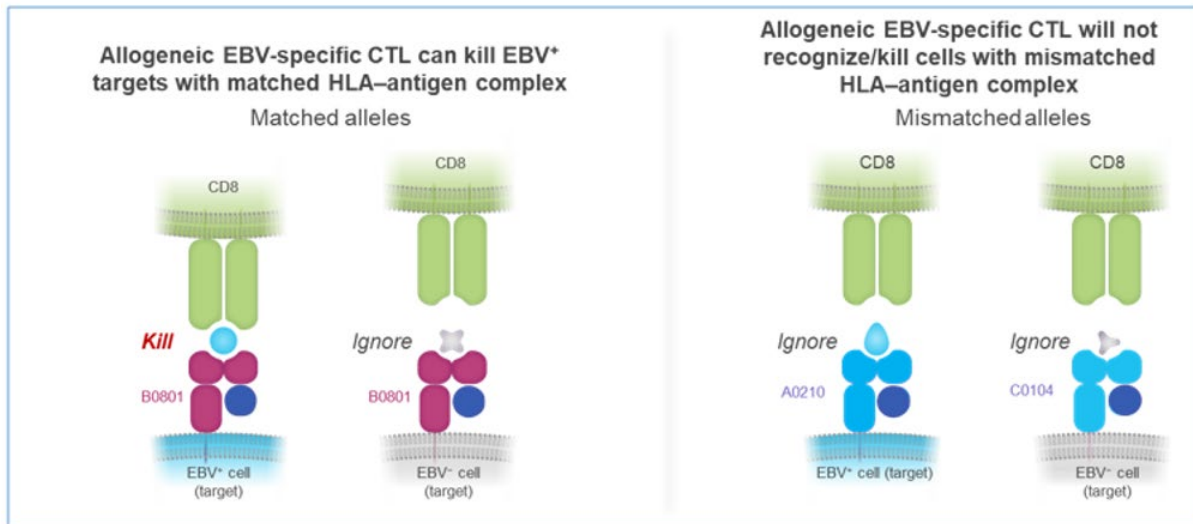 Allogeneic EBV-specific CTL can kill EBV⁺
targets with matched HLA–antigen complex
Matched alleles
CD8
Kill
B0801
EBV⁺ cell
(target)
CD8
Ignore
B0801
EBV⁻ cell
(target)
Allogeneic EBV-specific CTL will not
recognize/kill cells with mismatched
HLA–antigen complex
Mismatched alleles
CD8
Ignore
A0210
EBV⁺ cell (target)
CD8
Ignore
C0104
EBV⁻ cell
(target)